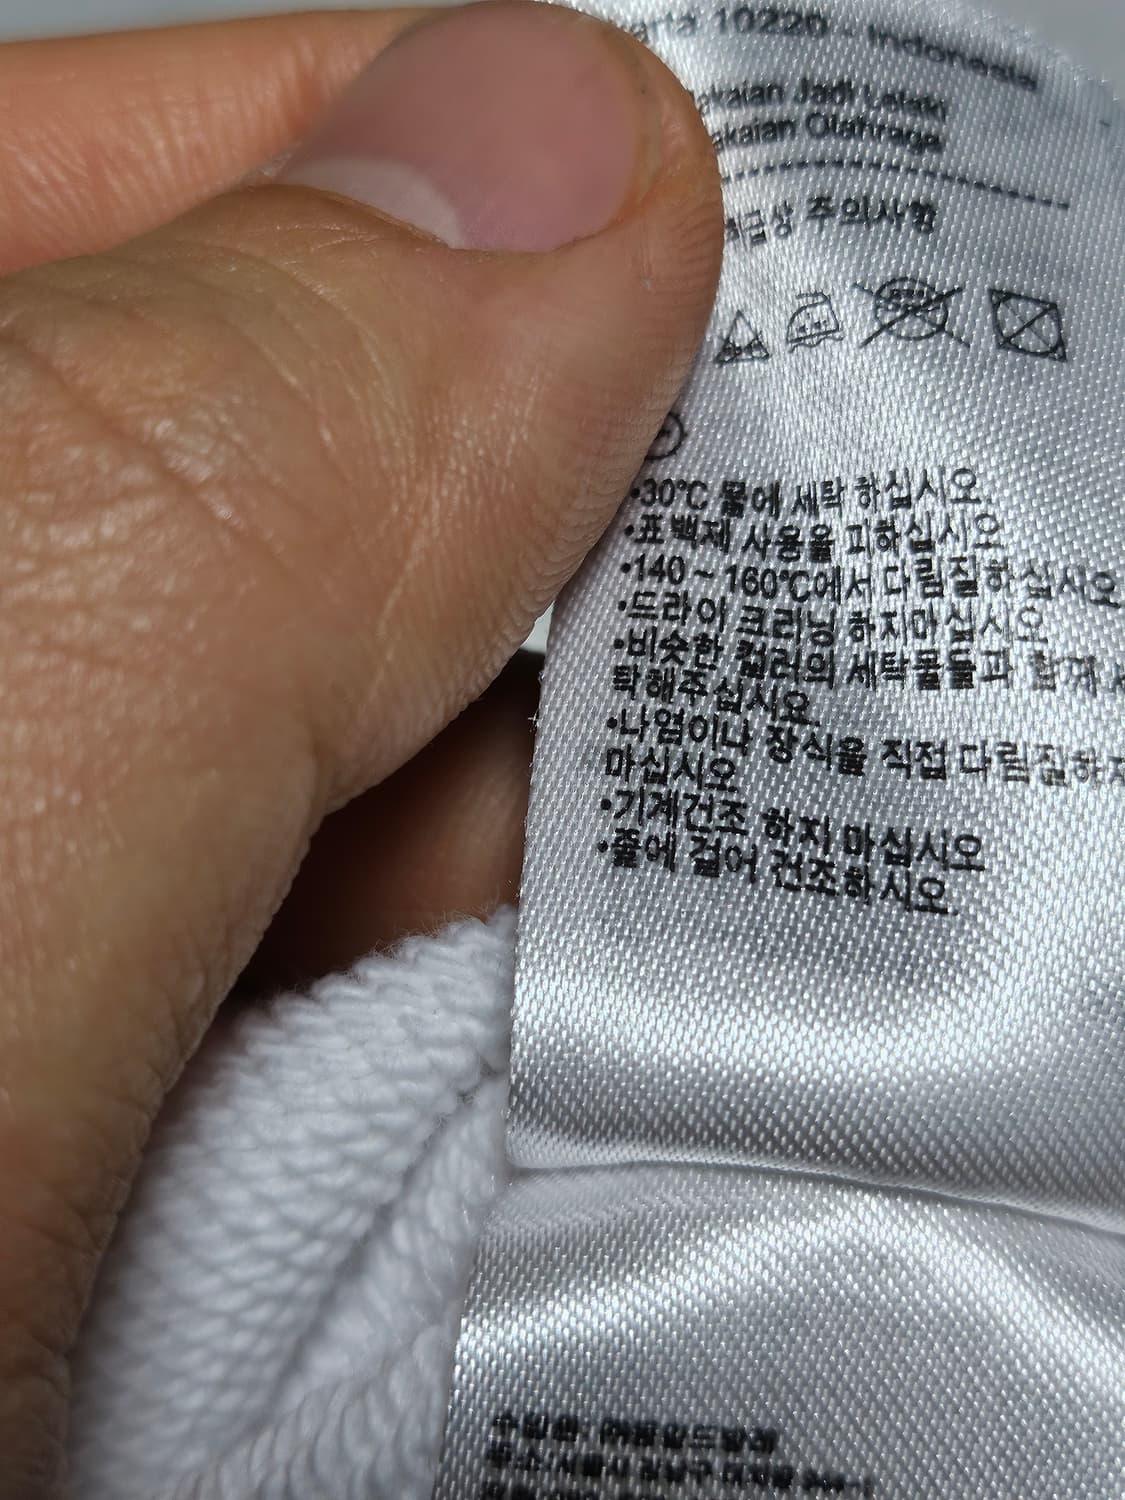 10220 - Indonesia
Jadi Lelaki
Olahraga
주의사항
•30℃ 물에 세탁 하십시오
•표백제 사용을 피하십시오
•140 ~ 160℃에서 다림질하십시오
•드라이 크리닝 하지마십시오
•비슷한 컬러의 세탁물들과 함께
탁해주십시오
•나염이나 장식을 직접 다림질하지
마십시오
•기계건조 하지 마십시오
•줄에 걸어 건조하시오